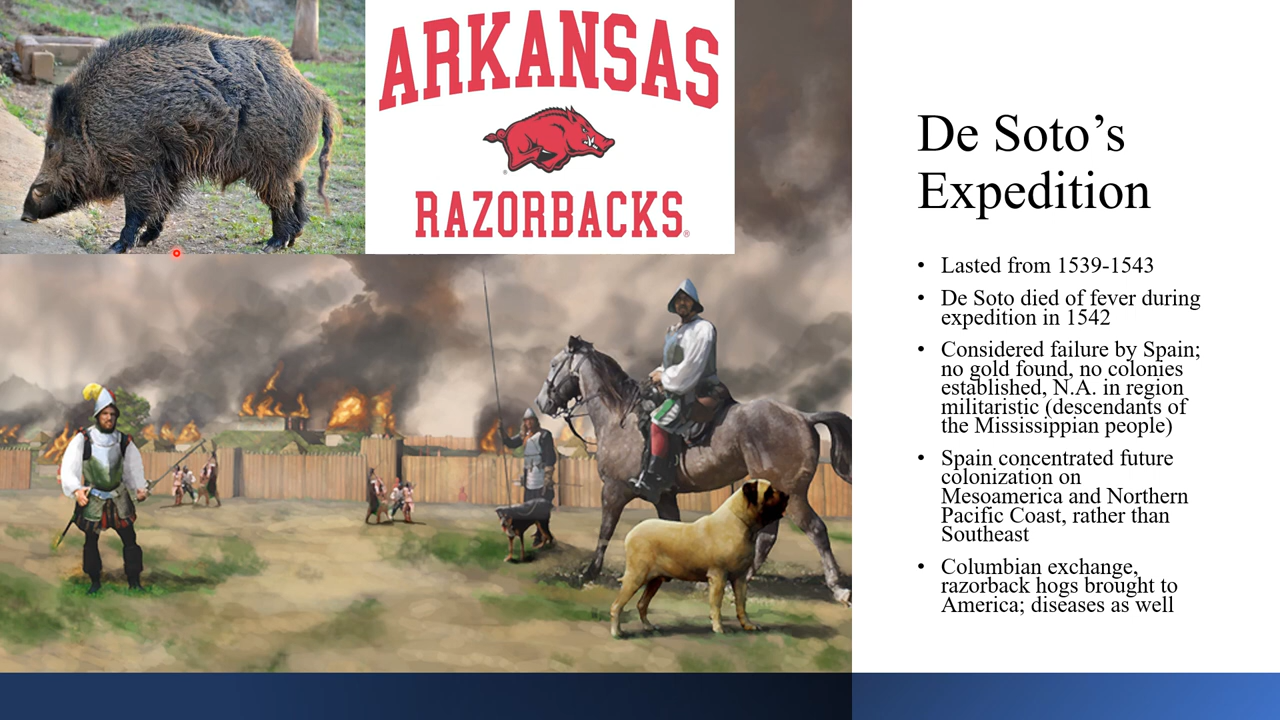 ARKANSAS
RAZORBACKS®
De Soto’s
Expedition
• Lasted from 1539-1543
• De Soto died of fever during
expedition in 1542
• Considered failure by Spain;
no gold found, no colonies
established, N.A. in region
militaristic (descendants of
the Mississippian people)
• Spain concentrated future
colonization on
Mesoamerica and Northern
Pacific Coast, rather than
Southeast
• Columbian exchange,
razorback hogs brought to
America; diseases as well